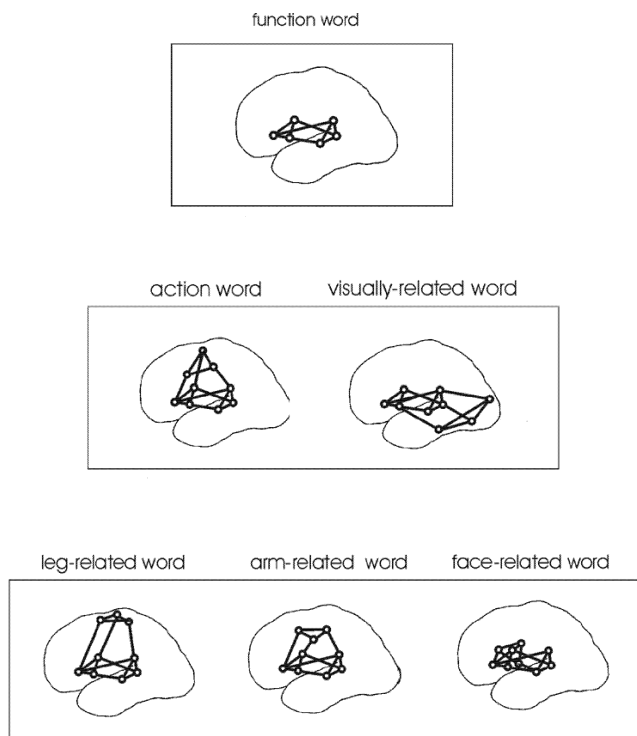 function word
action word
visually-related word
leg-related word
arm-related word
face-related word